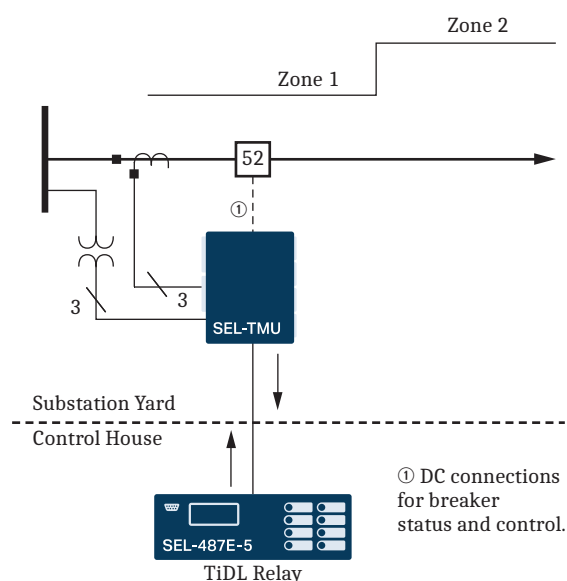 Zone 2
Zone 1
52
①
3
3
SEL-TMU
Substation Yard
Control House
① DC connections
for breaker
status and control.
SEL-487E-5
TiDL Relay